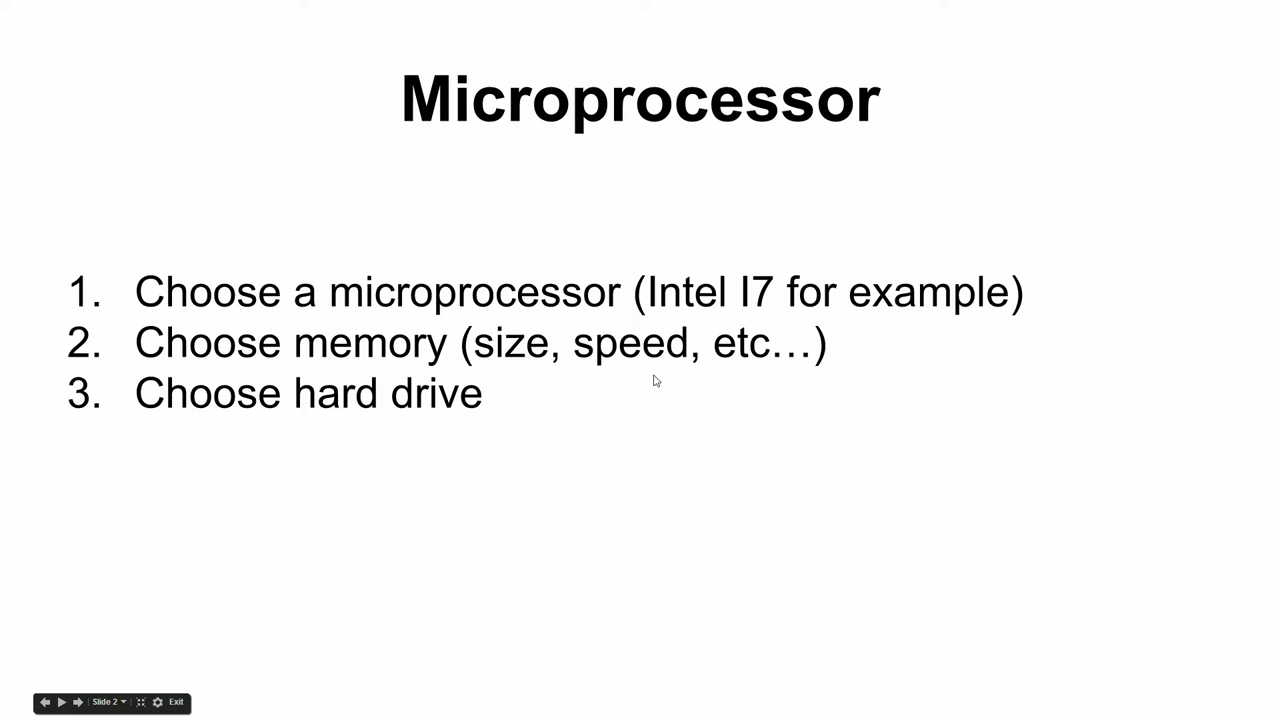 Microprocessor
1. Choose a microprocessor (Intel I7 for example)
2. Choose memory (size, speed, etc…)
3. Choose hard drive
Slide 2 Exit